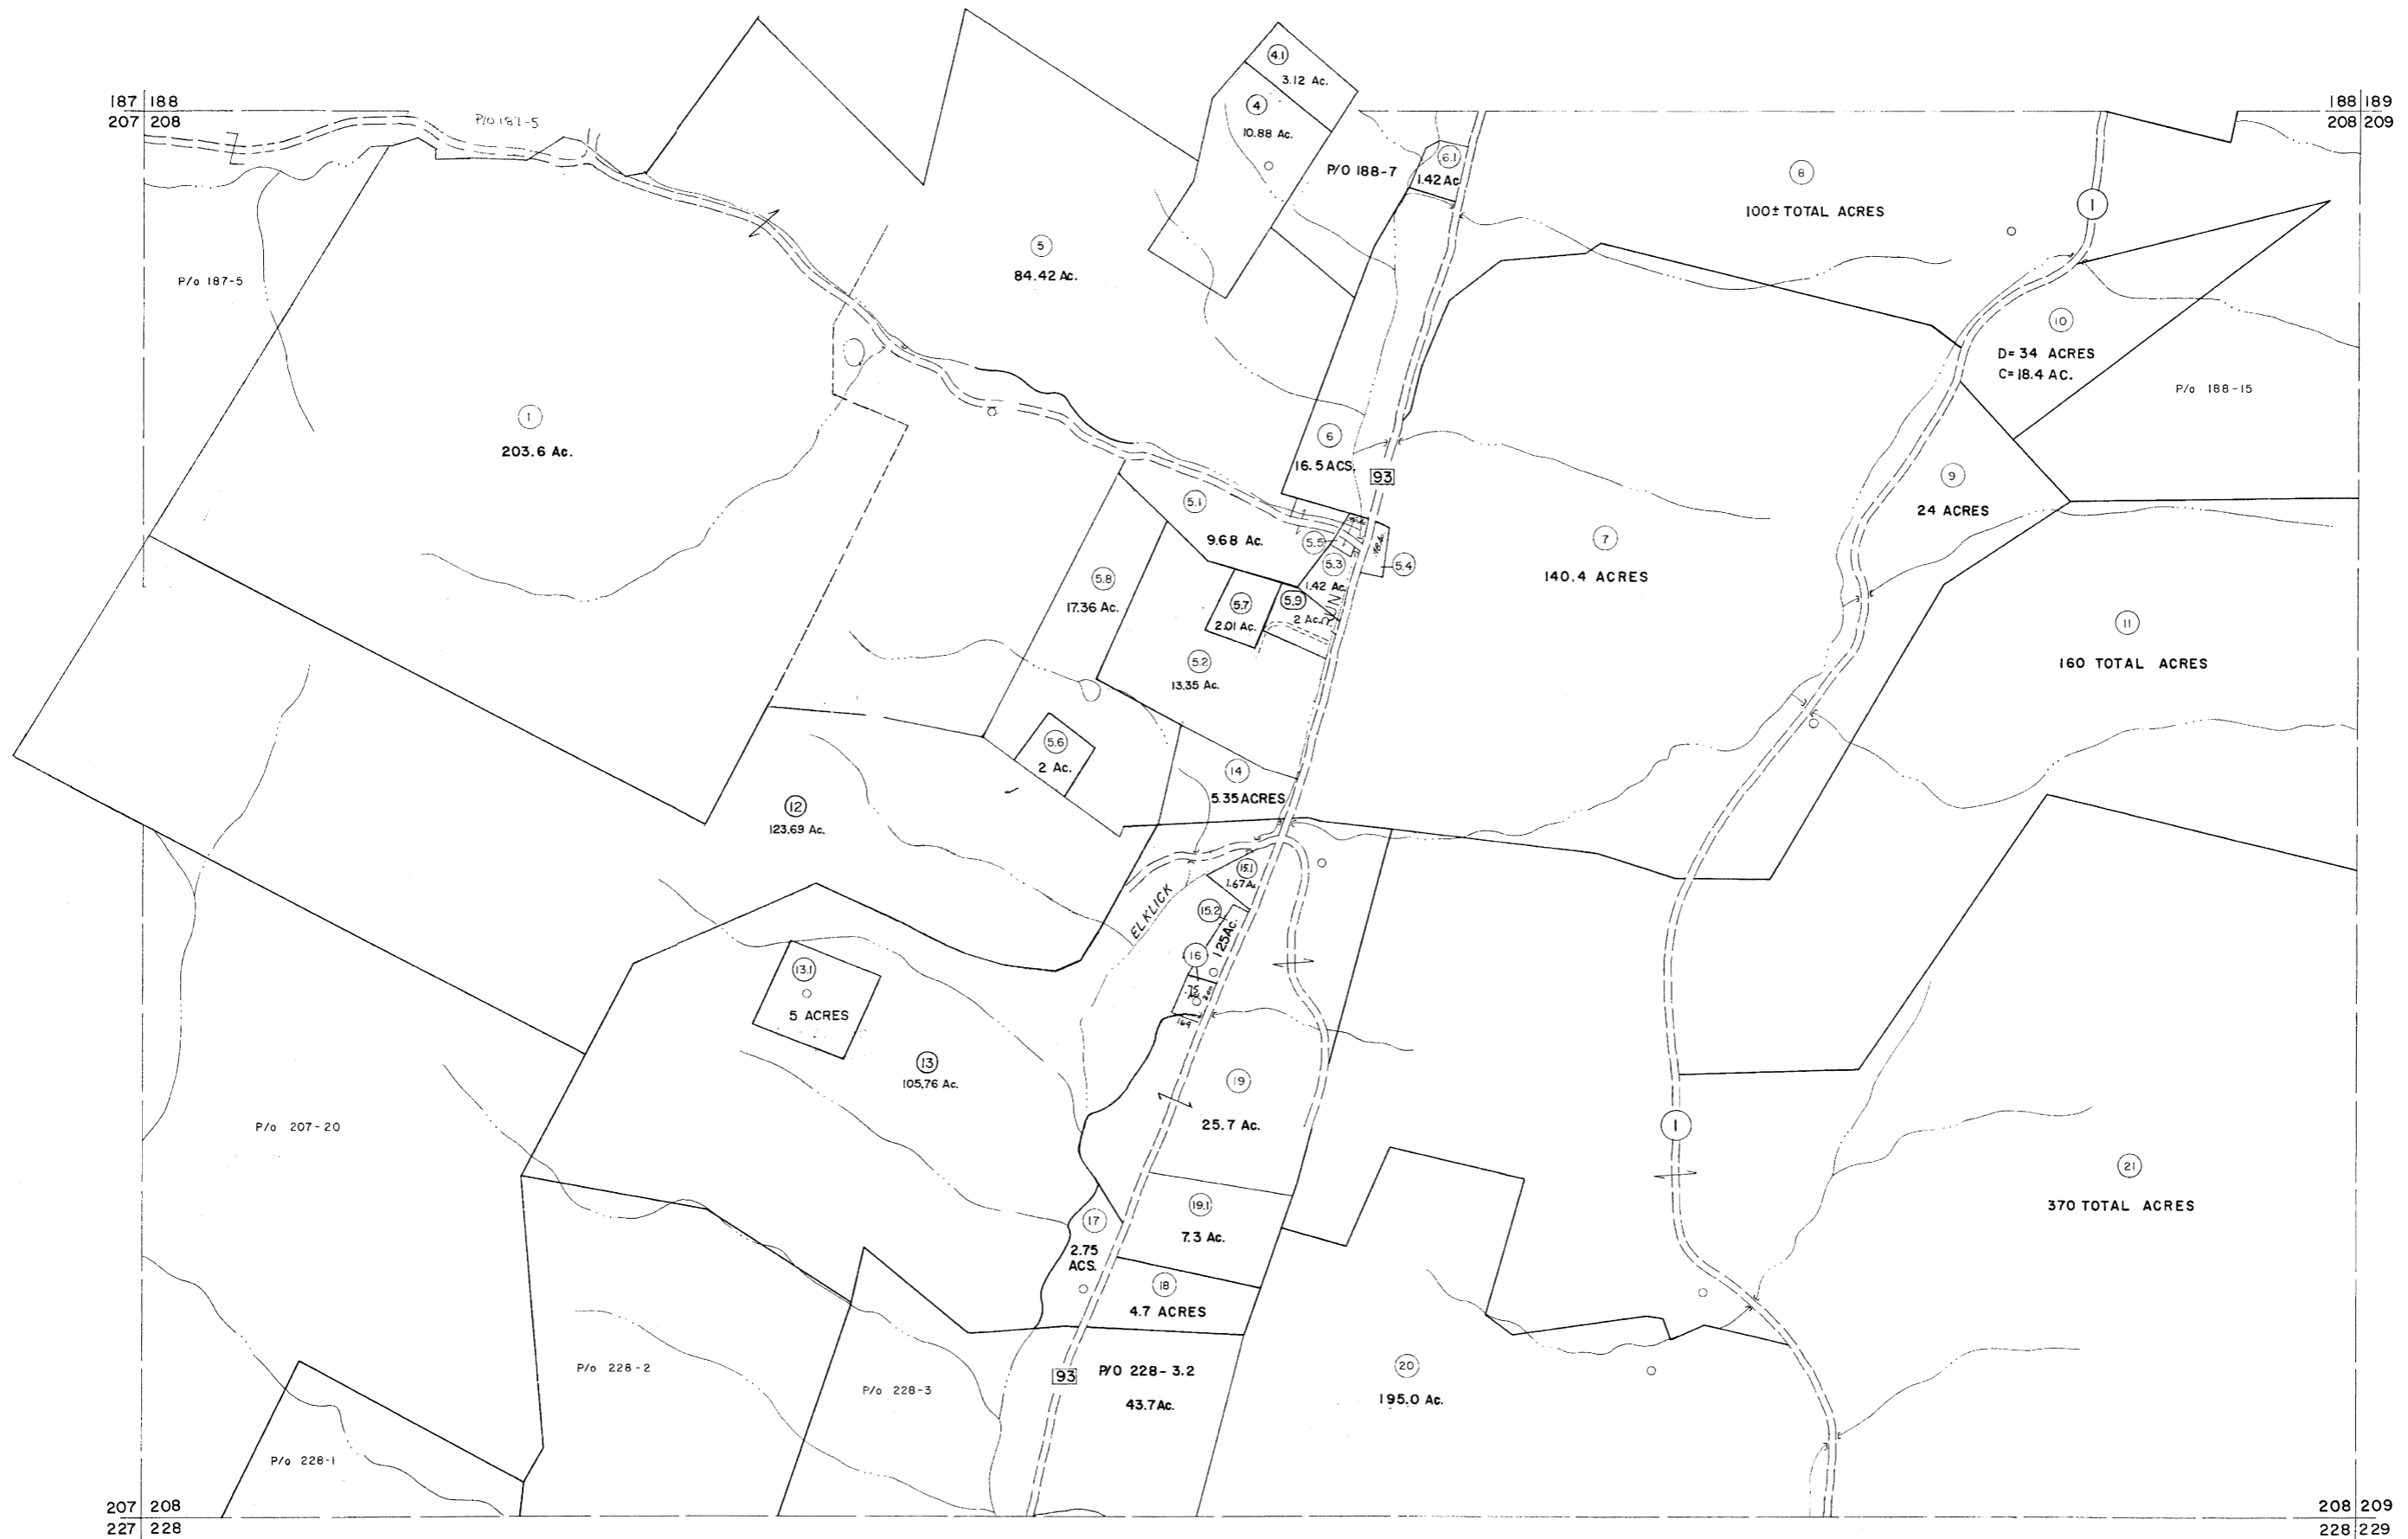 187 188
207 208
P/O 187-5
4.1
3.12 Ac.
4
10.88 Ac.
P/O 188-7
6.1
1.42 Ac
8
100± TOTAL ACRES
188 189
208 209
1
P/o 187-5
5
84.42 Ac.
10
D= 34 ACRES
C= 18.4 AC.
P/o 188-15
1
203.6 Ac.
6
16.5 ACS.
93
9
24 ACRES
5.1
9.68 Ac.
5.5
5.3
1.42 Ac.
5.4
7
140.4 ACRES
5.8
17.36 Ac.
5.7
2.01 Ac.
5.9
2 Ac.
RUN
11
160 TOTAL ACRES
5.2
13.35 Ac.
5.6
2 Ac.
14
5.35 ACRES
12
123.69 Ac.
15.1
1.67 Ac.
ELKLICK
15.2
1.25 Ac.
16
.75
164
13.1
5 ACRES
13
105.76 Ac.
19
25.7 Ac.
1
P/o 207-20
21
370 TOTAL ACRES
17
2.75
ACS.
19.1
7.3 Ac.
18
4.7 ACRES
P/o 228-2
P/o 228-3
93
P/O 228-3.2
43.7 Ac.
20
195.0 Ac.
P/o 228-1
207 208
227 228
208 209
228 229